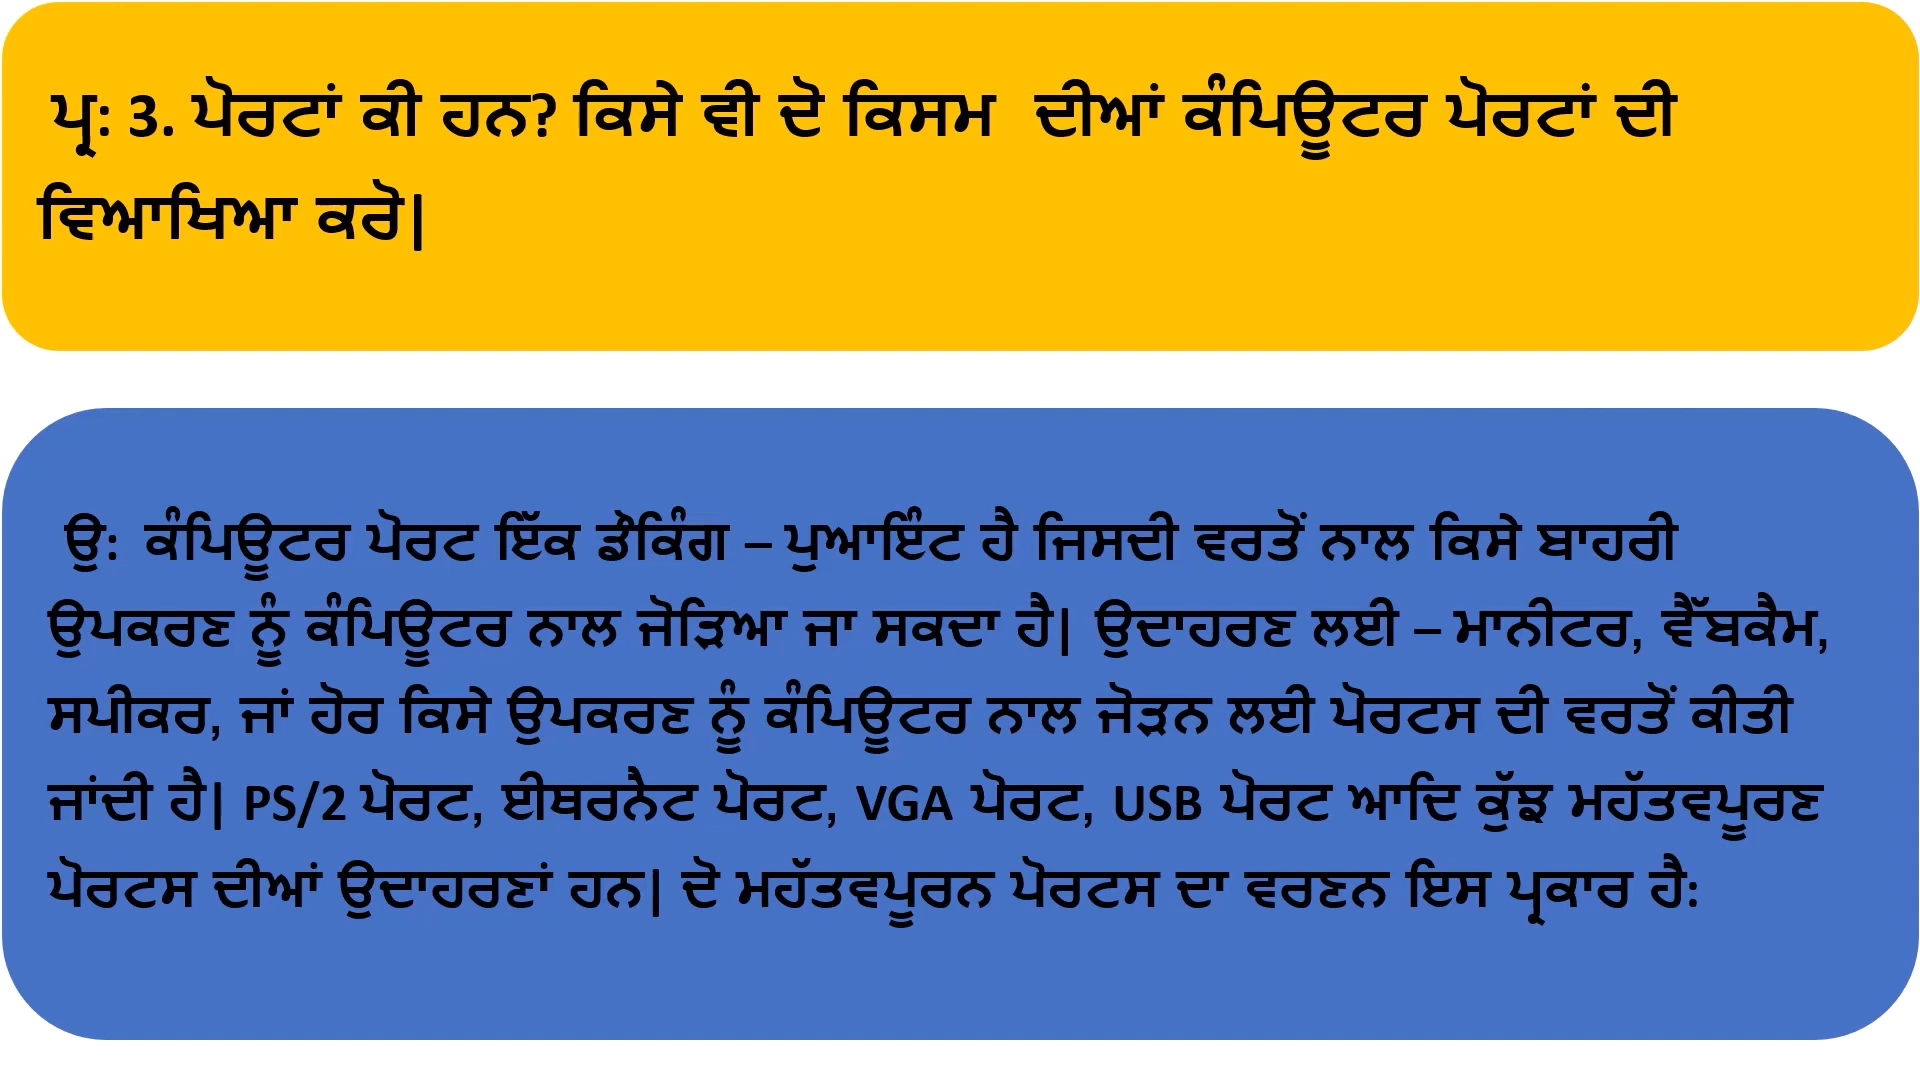 ਪ੍ਰ: 3. ਪੋਰਟਾਂ ਕੀ ਹਨ? ਕਿਸੇ ਵੀ ਦੋ ਕਿਸਮ ਦੀਆਂ ਕੰਪਿਊਟਰ ਪੋਰਟਾਂ ਦੀ
ਵਿਆਖਿਆ ਕਰੋ|
ਉ: ਕੰਪਿਊਟਰ ਪੋਰਟ ਇੱਕ ਡੌਕਿੰਗ – ਪੁਆਇੰਟ ਹੈ ਜਿਸਦੀ ਵਰਤੋਂ ਨਾਲ ਕਿਸੇ ਬਾਹਰੀ
ਉਪਕਰਣ ਨੂੰ ਕੰਪਿਊਟਰ ਨਾਲ ਜੋੜਿਆ ਜਾ ਸਕਦਾ ਹੈ| ਉਦਾਹਰਣ ਲਈ – ਮਾਨੀਟਰ, ਵੈੱਬਕੈਮ,
ਸਪੀਕਰ, ਜਾਂ ਹੋਰ ਕਿਸੇ ਉਪਕਰਣ ਨੂੰ ਕੰਪਿਊਟਰ ਨਾਲ ਜੋੜਨ ਲਈ ਪੋਰਟਸ ਦੀ ਵਰਤੋਂ ਕੀਤੀ
ਜਾਂਦੀ ਹੈ| PS/2 ਪੋਰਟ, ਈਥਰਨੈਟ ਪੋਰਟ, VGA ਪੋਰਟ, USB ਪੋਰਟ ਆਦਿ ਕੁੱਝ ਮਹੱਤਵਪੂਰਣ
ਪੋਰਟਸ ਦੀਆਂ ਉਦਾਹਰਣਾਂ ਹਨ| ਦੋ ਮਹੱਤਵਪੂਰਨ ਪੋਰਟਸ ਦਾ ਵਰਣਨ ਇਸ ਪ੍ਰਕਾਰ ਹੈ: